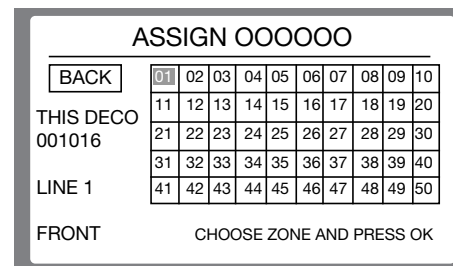 ASSIGN OOOOOO
BACK
01 02 03 04 05 06 07 08 09 10
11 12 13 14 15 16 17 18 19 20
THIS DECO
001016
21 22 23 24 25 26 27 28 29 30
31 32 33 34 35 36 37 38 39 40
LINE 1
41 42 43 44 45 46 47 48 49 50
FRONT
CHOOSE ZONE AND PRESS OK